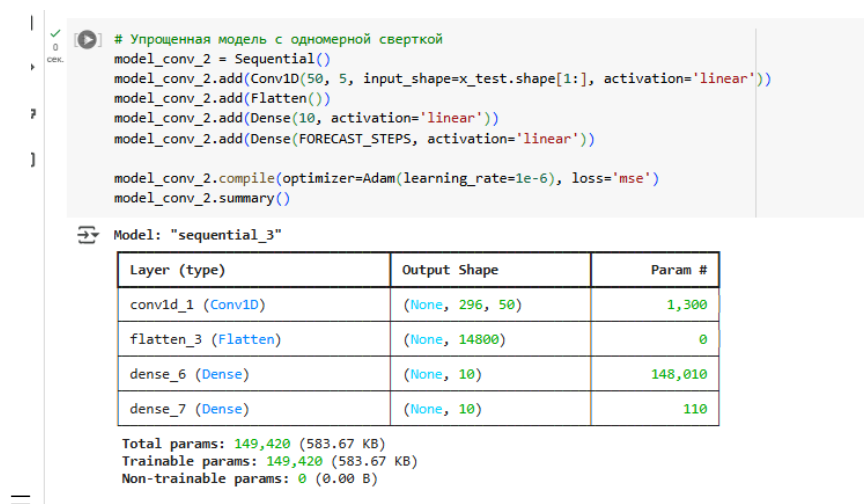 0
сек.
# Упрощенная модель с одномерной сверткой
model_conv_2 = Sequential()
model_conv_2.add(Conv1D(50, 5, input_shape=x_test.shape[1:], activation='linear'))
model_conv_2.add(Flatten())
model_conv_2.add(Dense(10, activation='linear'))
model_conv_2.add(Dense(FORECAST_STEPS, activation='linear'))
model_conv_2.compile(optimizer=Adam(learning_rate=1e-6), loss='mse')
model_conv_2.summary()
Model: "sequential_3"
Layer (type) Output Shape Param #
conv1d_1 (Conv1D) (None, 296, 50) 1,300
flatten_3 (Flatten) (None, 14800) 0
dense_6 (Dense) (None, 10) 148,010
dense_7 (Dense) (None, 10) 110
Total params: 149,420 (583.67 KB)
Trainable params: 149,420 (583.67 KB)
Non-trainable params: 0 (0.00 B)